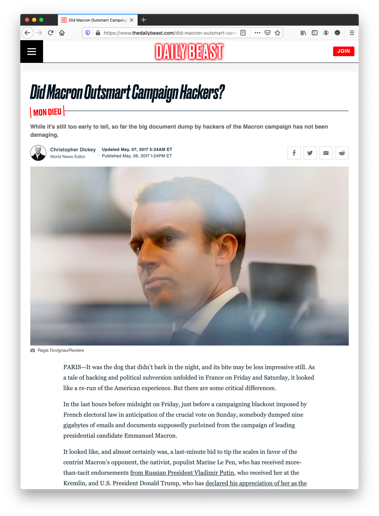 Did Macron Outsmart Campaig
https://www.thedailybeast.com/did-macron-outsmart-cam
DAILY BEAST
JOIN
Did Macron Outsmart Campaign Hackers?
MON DIEU
While it's still too early to tell, so far the big document dump by hackers of the Macron campaign has not been
damaging.
Christopher Dickey
World News Editor
Updated May. 07, 2017 5:24AM ET
Published May. 06, 2017 1:24PM ET
Regis Duvignau/Reuters
PARIS—It was the dog that didn't bark in the night, and its bite may be less impressive still. As
a tale of hacking and political subversion unfolded in France on Friday and Saturday, it looked
like a re-run of the American experience. But there are some critical differences.
In the last hours before midnight on Friday, just before a campaigning blackout imposed by
French electoral law in anticipation of the crucial vote on Sunday, somebody dumped nine
gigabytes of emails and documents supposedly purloined from the campaign of leading
presidential candidate Emmanuel Macron.
It looked like, and almost certainly was, a last-minute bid to tip the scales in favor of the
centrist Macron's opponent, the nativist, populist Marine Le Pen, who has received more-
than-tacit endorsements from Russian President Vladimir Putin, who received her at the
Kremlin, and U.S. President Donald Trump, who has declared his appreciation of her as the